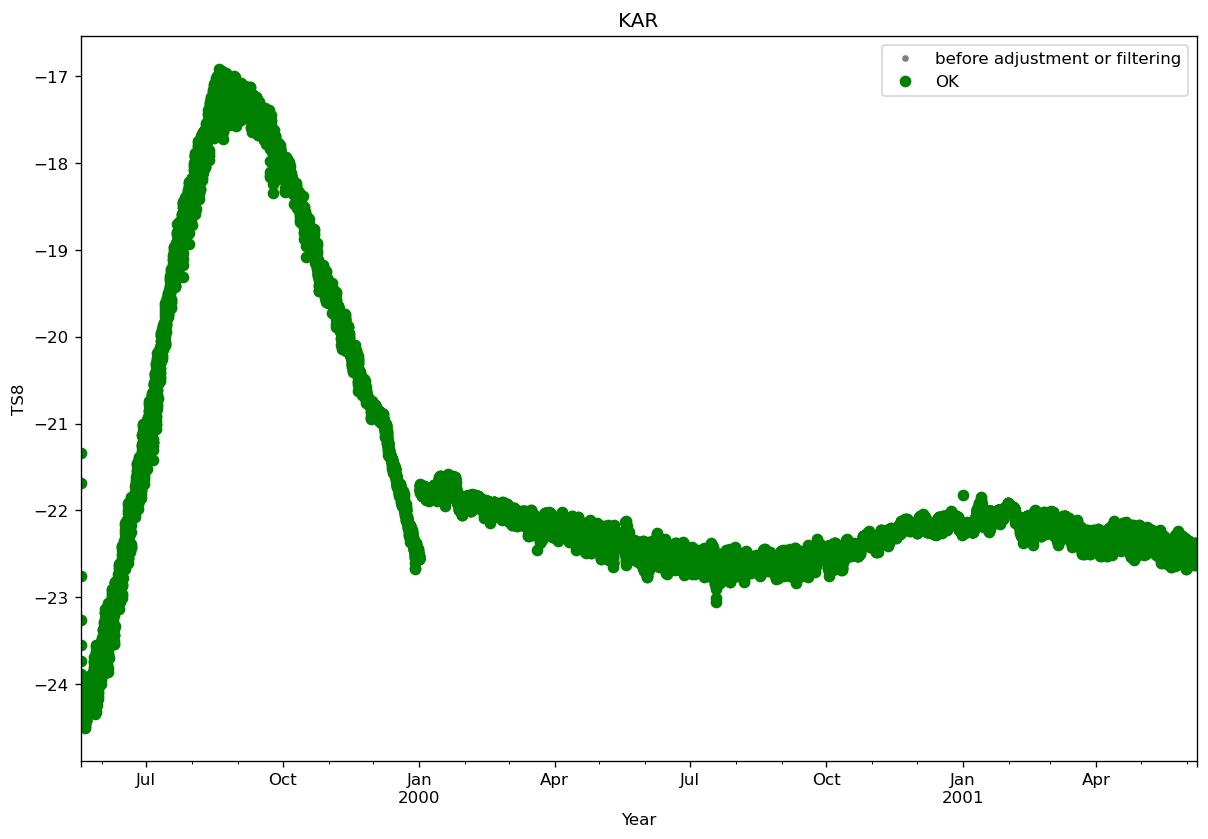 KAR
before adjustment or filtering
OK
−17
−18
−19
−20
−21
−22
−23
−24
TS8
Jul
Oct
Jan
2000
Apr
Jul
Oct
Jan
2001
Apr
Year